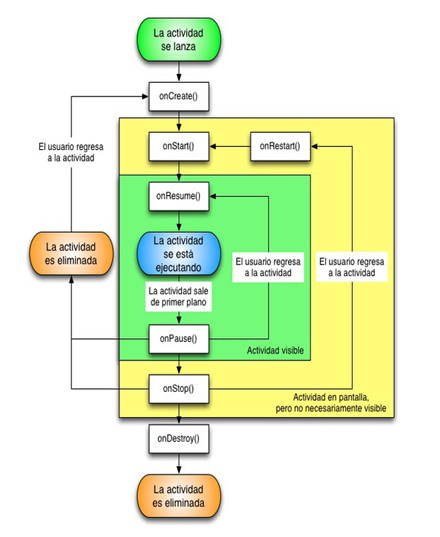 La actividad
se lanza
onCreate()
El usuario regresa
a la actividad
onStart()
onRestart()
onResume()
La actividad
es eliminada
La actividad
se está
ejecutando
El usuario regresa
a la actividad
El usuario regresa
a la actividad
La actividad sale
de primer plano
onPause()
Actividad visible
onStop()
Actividad en pantalla,
pero no necesariamente visible
onDestroy()
La actividad
es eliminada